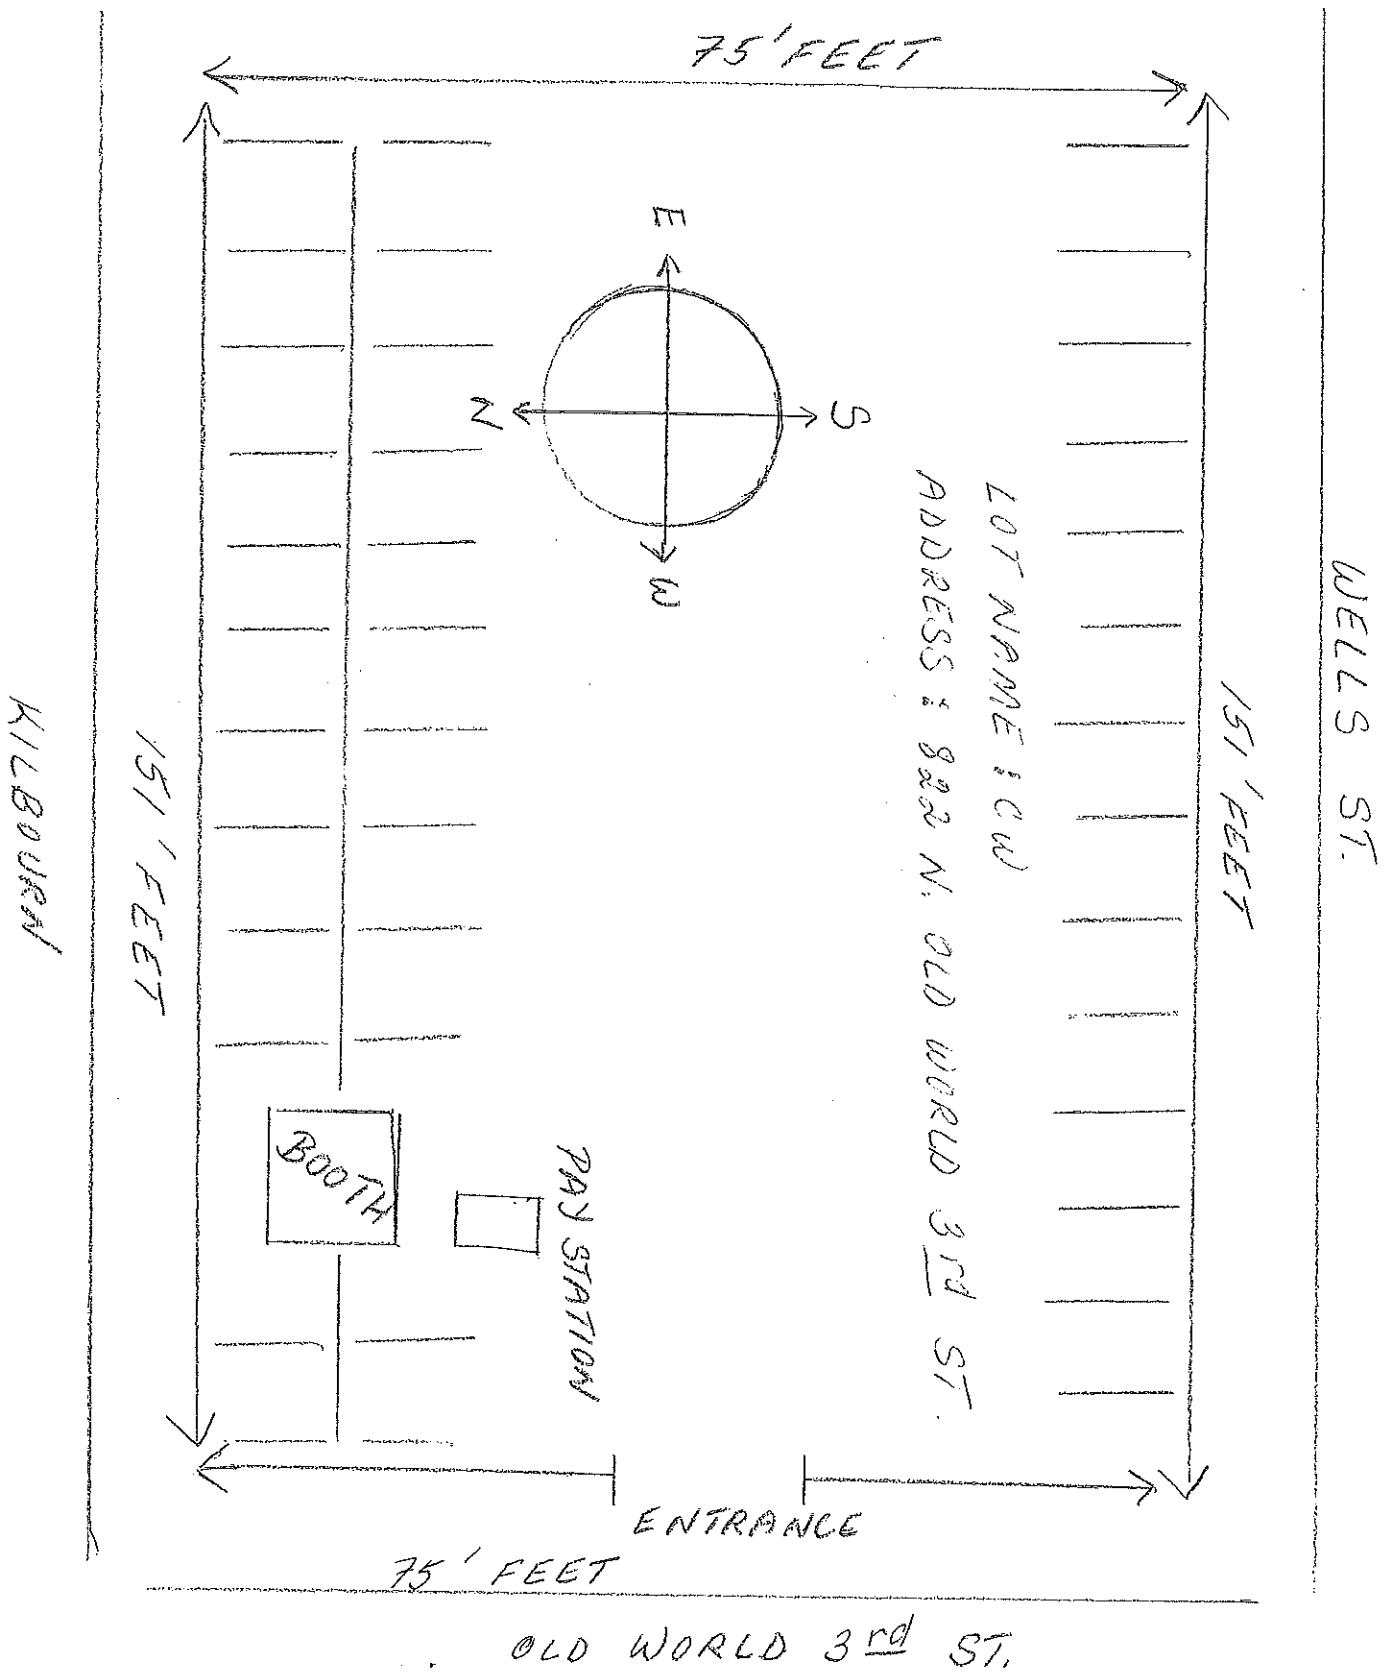 75' FEET
E
N
S
W
LOT NAME : CW
ADDRESS : 822 N. OLD WORLD 3rd ST.
WELLS ST.
151' FEET
151' FEET
KILBOURN
BOOTH
PAY STATION
ENTRANCE
75' FEET
OLD WORLD 3rd ST.